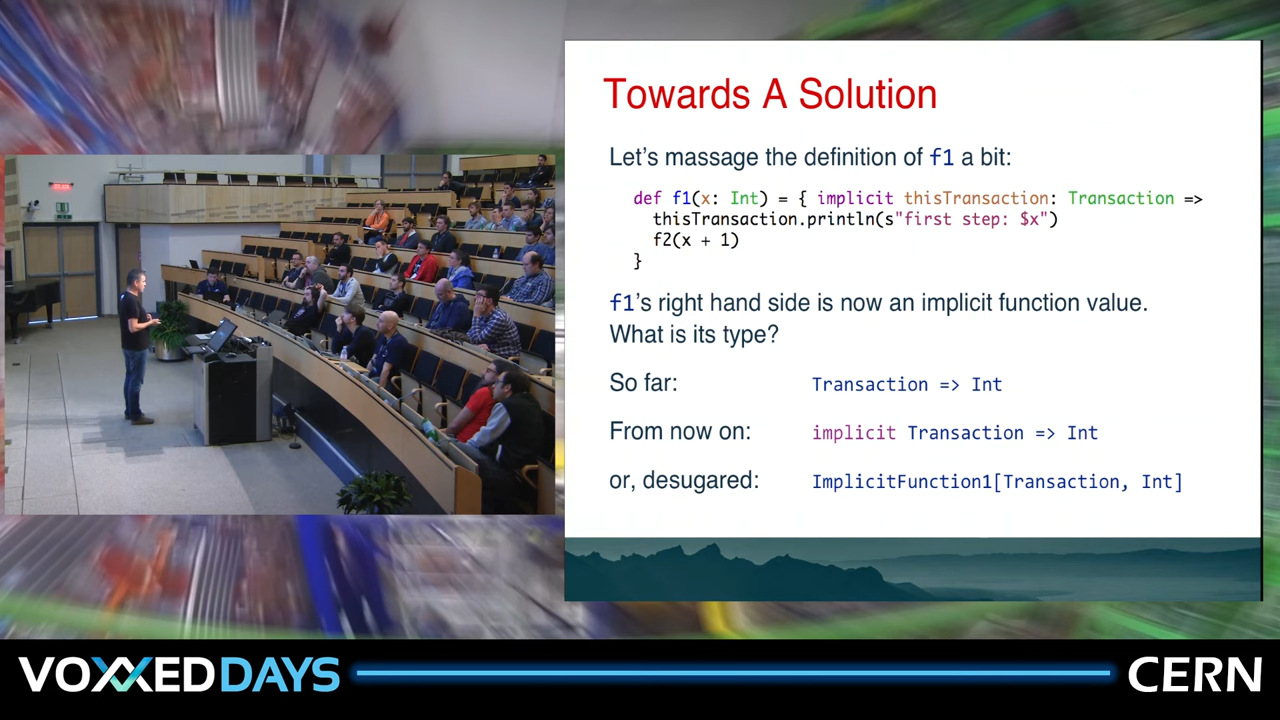 Towards A Solution
Let's massage the definition of f1 a bit:
def f1(x: Int) = { implicit thisTransaction: Transaction =>
thisTransaction.println(s"first step: $x")
f2(x + 1)
}
f1's right hand side is now an implicit function value.
What is its type?
So far: Transaction => Int
From now on: implicit Transaction => Int
or, desugared: ImplicitFunction1[Transaction, Int]
VOXXED DAYS
CERN